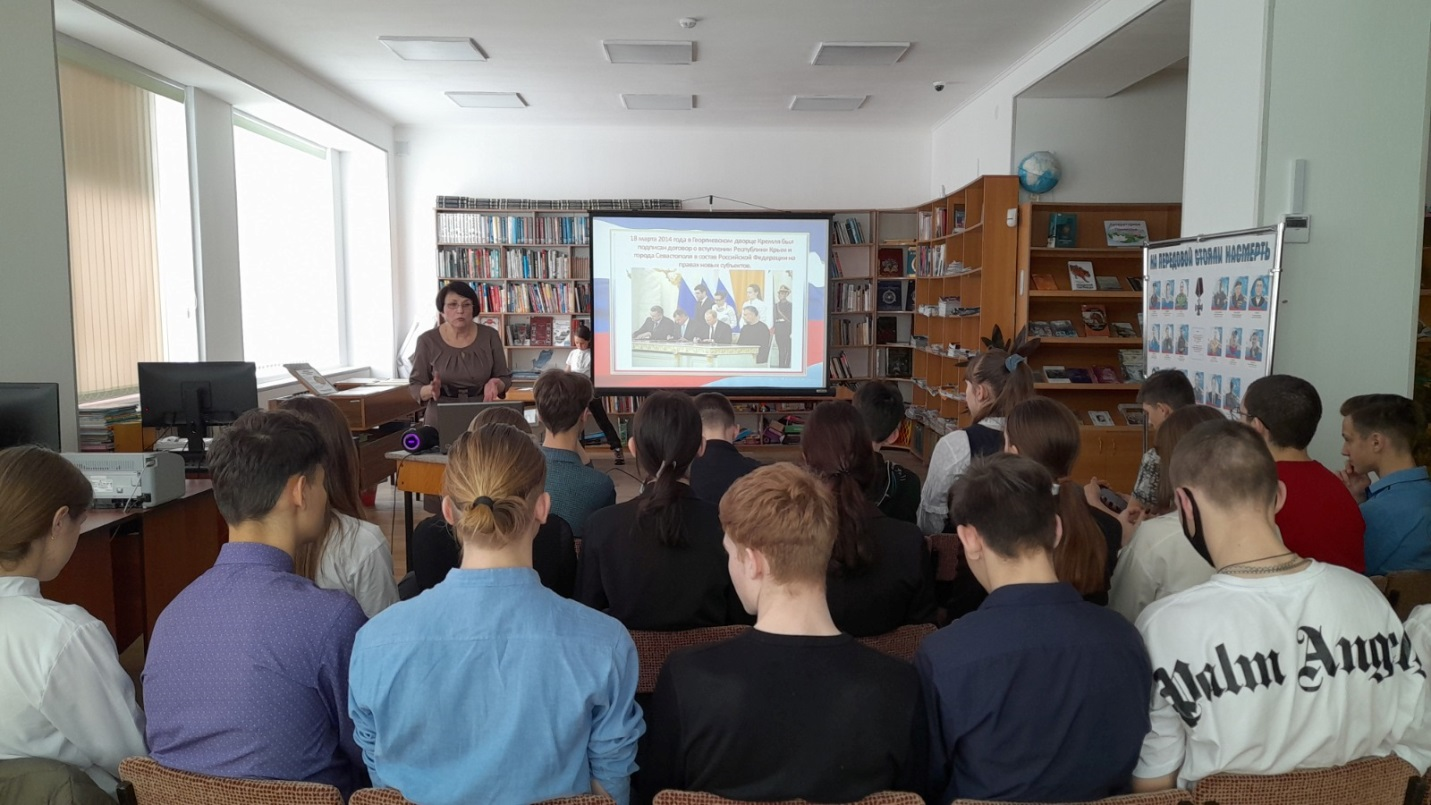 18 марта 2014 года в Георгиевском дворце Кремля был
подписан договор о вступлении Республики Крым и
города Севастополя в состав Российской Федерации на
правах новых субъектов.
НА ПЕРЕДОВОЙ СТОЯЛИ НАСМЕРТЬ
Palm Ange